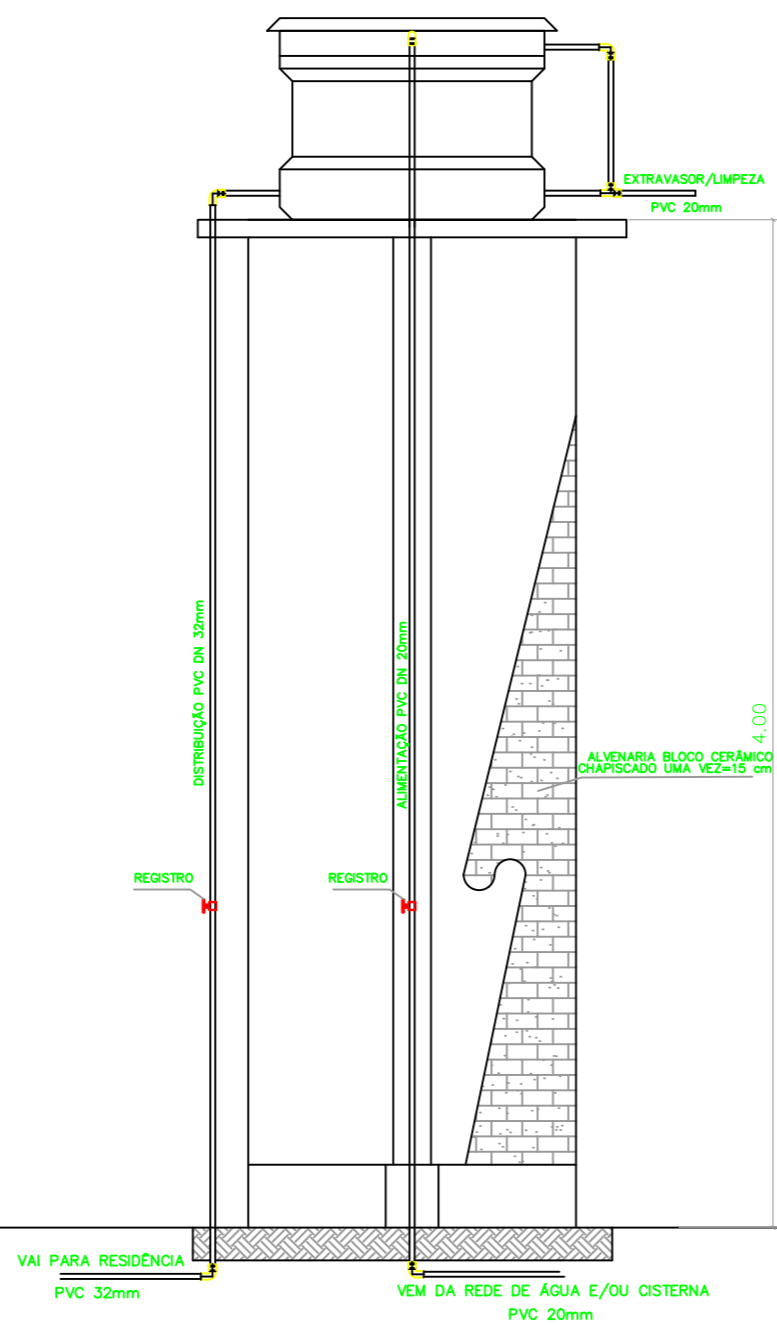 EXTRAVASOR/LIMPEZA
PVC 20mm
DISTRIBUIÇÃO PVC DN 32mm
ALIMENTAÇÃO PVC DN 20mm
4.00
ALVENARIA BLOCO CERÂMICO
CHAPISCADO UMA VEZ=15 cm
REGISTRO
REGISTRO
VAI PARA RESIDÊNCIA
PVC 32mm
VEM DA REDE DE ÁGUA E/OU CISTERNA
PVC 20mm